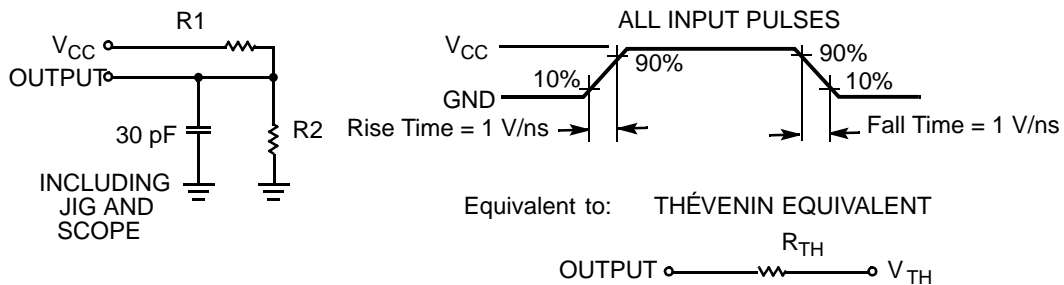 R1
VCC
OUTPUT
30 pF
R2
INCLUDING
JIG AND
SCOPE
ALL INPUT PULSES
VCC
GND
10%
90%
90%
10%
Rise Time = 1 V/ns
Fall Time = 1 V/ns
Equivalent to: THÉVENIN EQUIVALENT
RTH
OUTPUT
VTH